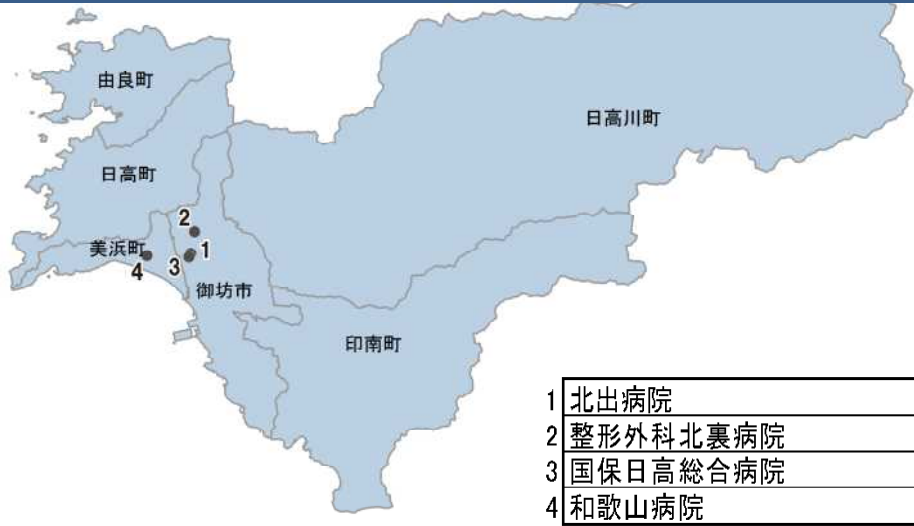 由良町
日高川町
日高町
2
美浜町
1
3
4
御坊市
印南町
1 北出病院
2 整形外科北裏病院
3 国保日高総合病院
4 和歌山病院